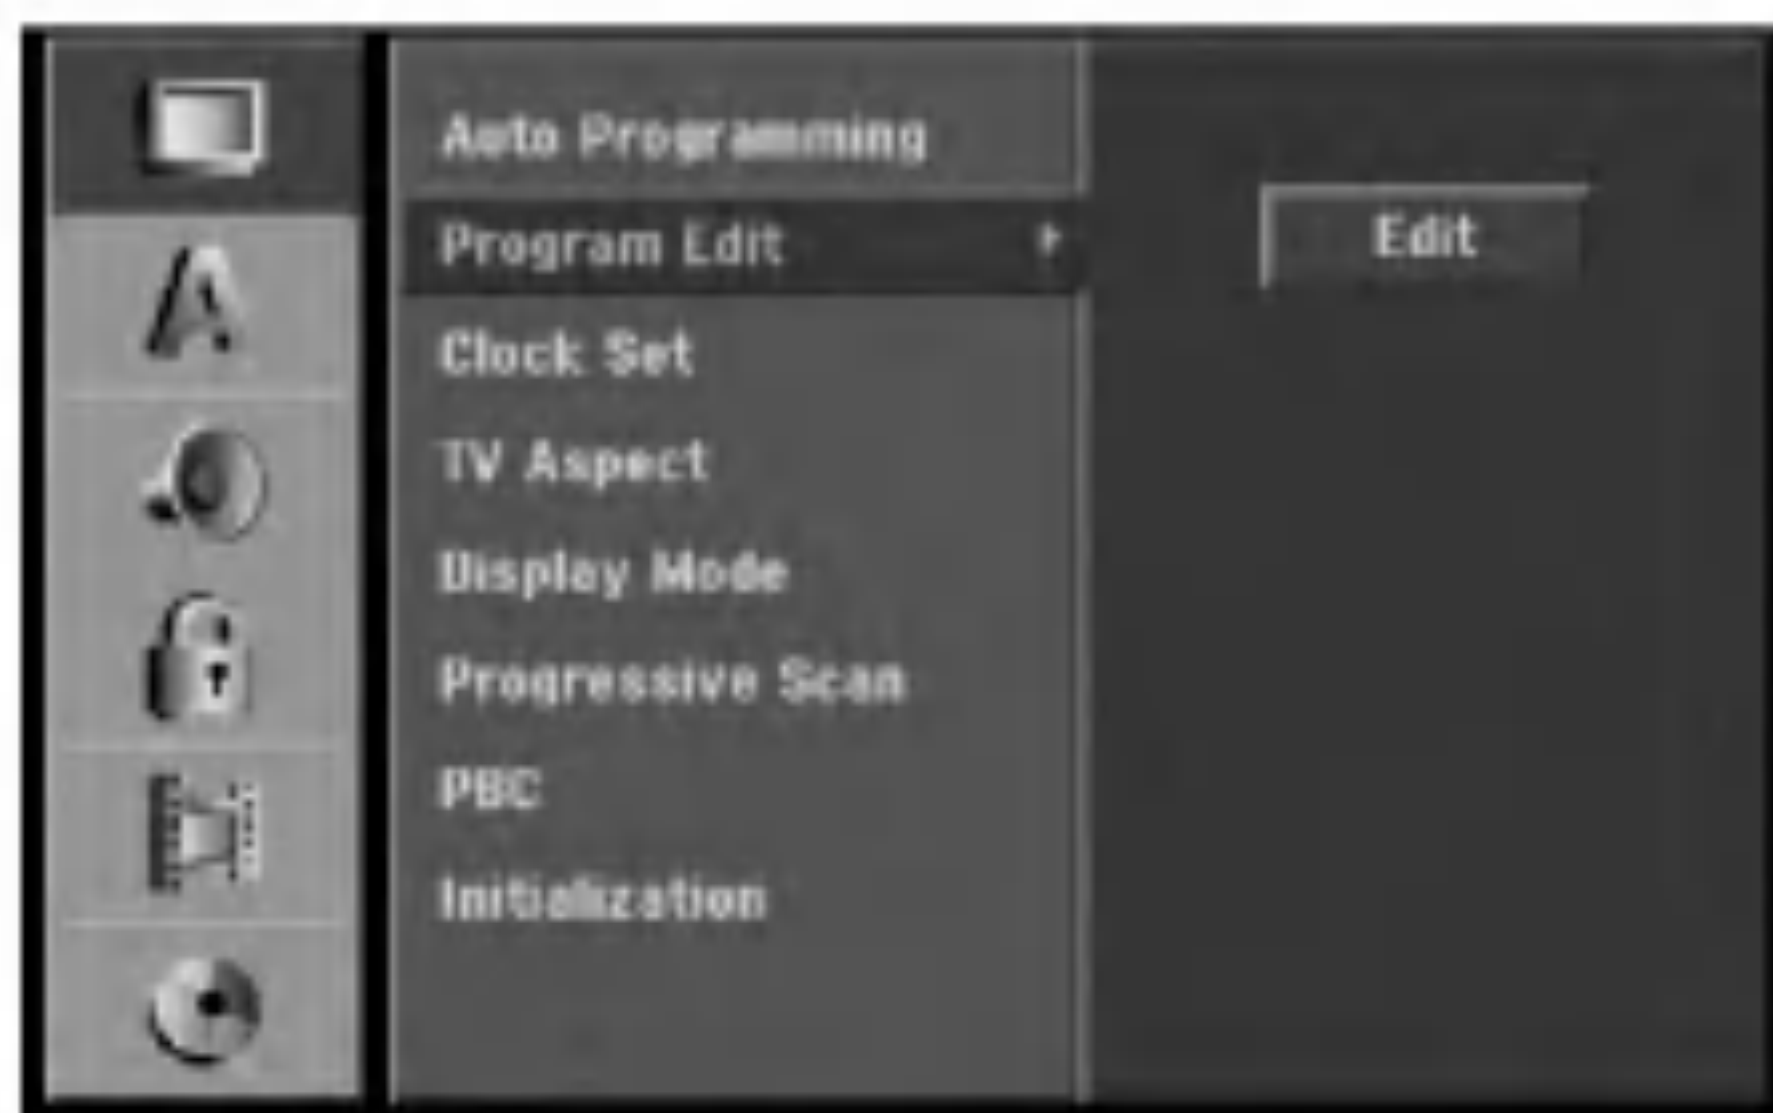 Auto Programming
Program Edit
Edit
Clock Set
TV Aspect
Display Mode
Progressive Scan
PBC
Initialization